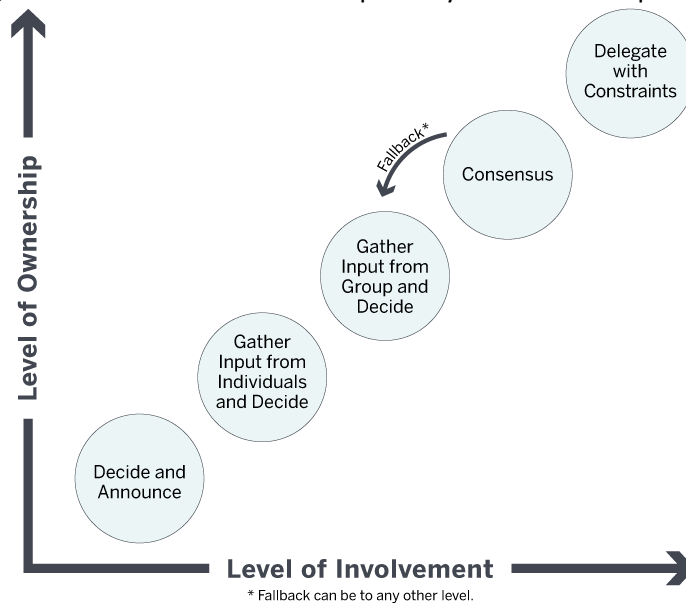 Delegate
with
Constraints
Fallback*
Consensus
Gather
Input from
Group and
Decide
Gather
Input from
Individuals
and Decide
Decide and
Announce
Level of Ownership
Level of Involvement
* Fallback can be to any other level.